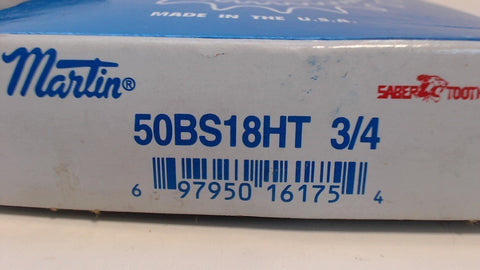 MADE IN THE U.S.A.
Martin®
SABER TOOTH
50BS18HT 3/4
6 97950 16175 4